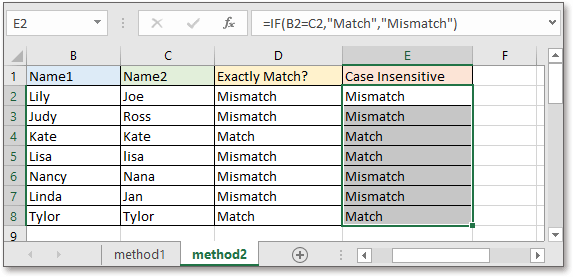 E2 =IF(B2=C2,"Match","Mismatch")
B C D E F
1 Name1 Name2 Exactly Match? Case Insensitive
2 Lily Joe Mismatch Mismatch
3 Judy Ross Mismatch Mismatch
4 Kate Kate Match Match
5 Lisa lisa Mismatch Match
6 Nancy Nana Mismatch Mismatch
7 Linda Jan Mismatch Mismatch
8 Tylor Tylor Match Match
9
method1 method2